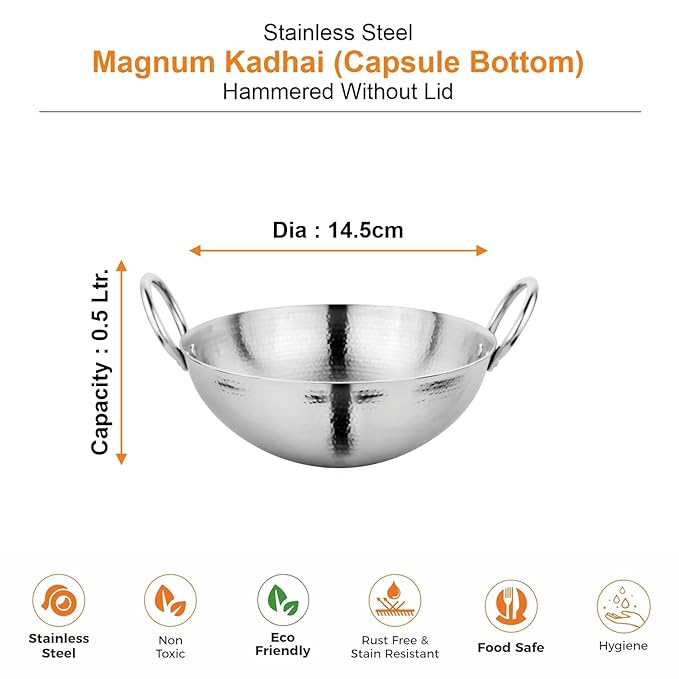 Stainless Steel
Magnum Kadhai (Capsule Bottom)
Hammered Without Lid
Dia : 14.5cm
Capacity : 0.5 Ltr.
Stainless
Steel
Non
Toxic
Eco
Friendly
Rust Free &
Stain Resistant
Food Safe
Hygiene